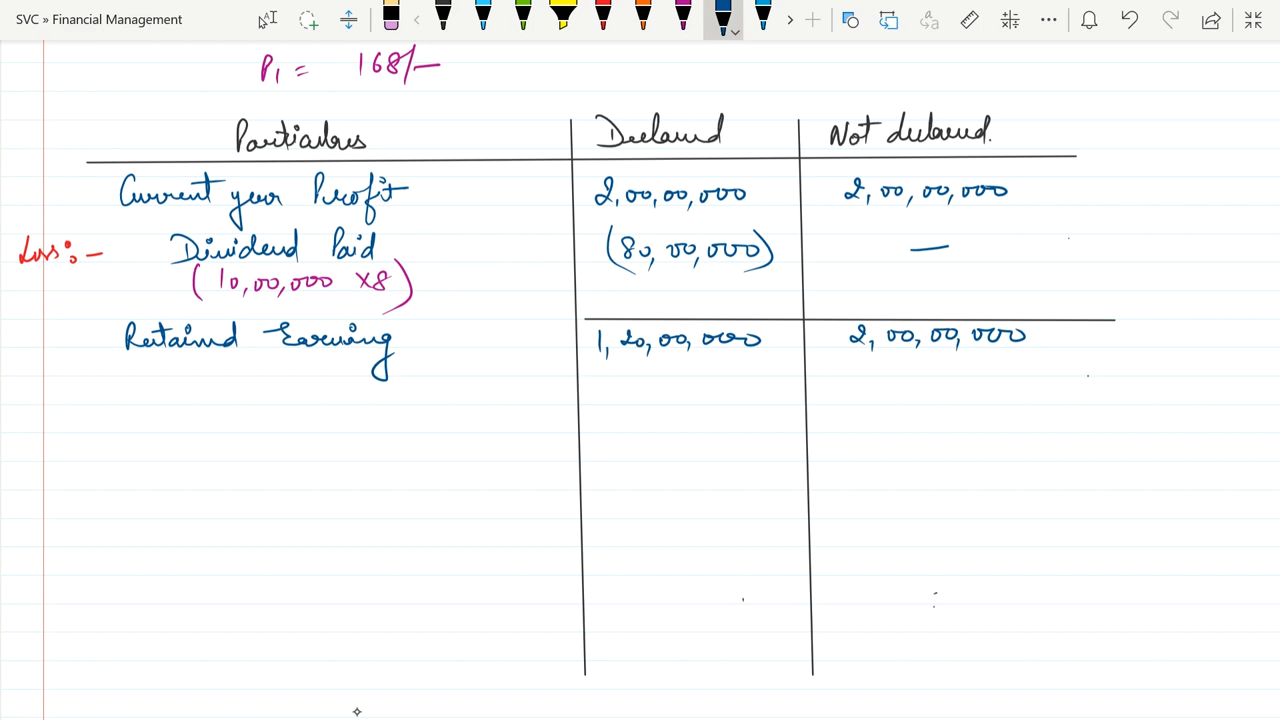 SVC » Financial Management
P₁ = 168/-
Particulars Declared Not declared.
Current year Profit 2,00,00,000 2,00,00,000
Less:- Dividend Paid (80,00,000) —
(10,00,000 x8)
Retained Earning 1,20,00,000 2,00,00,000